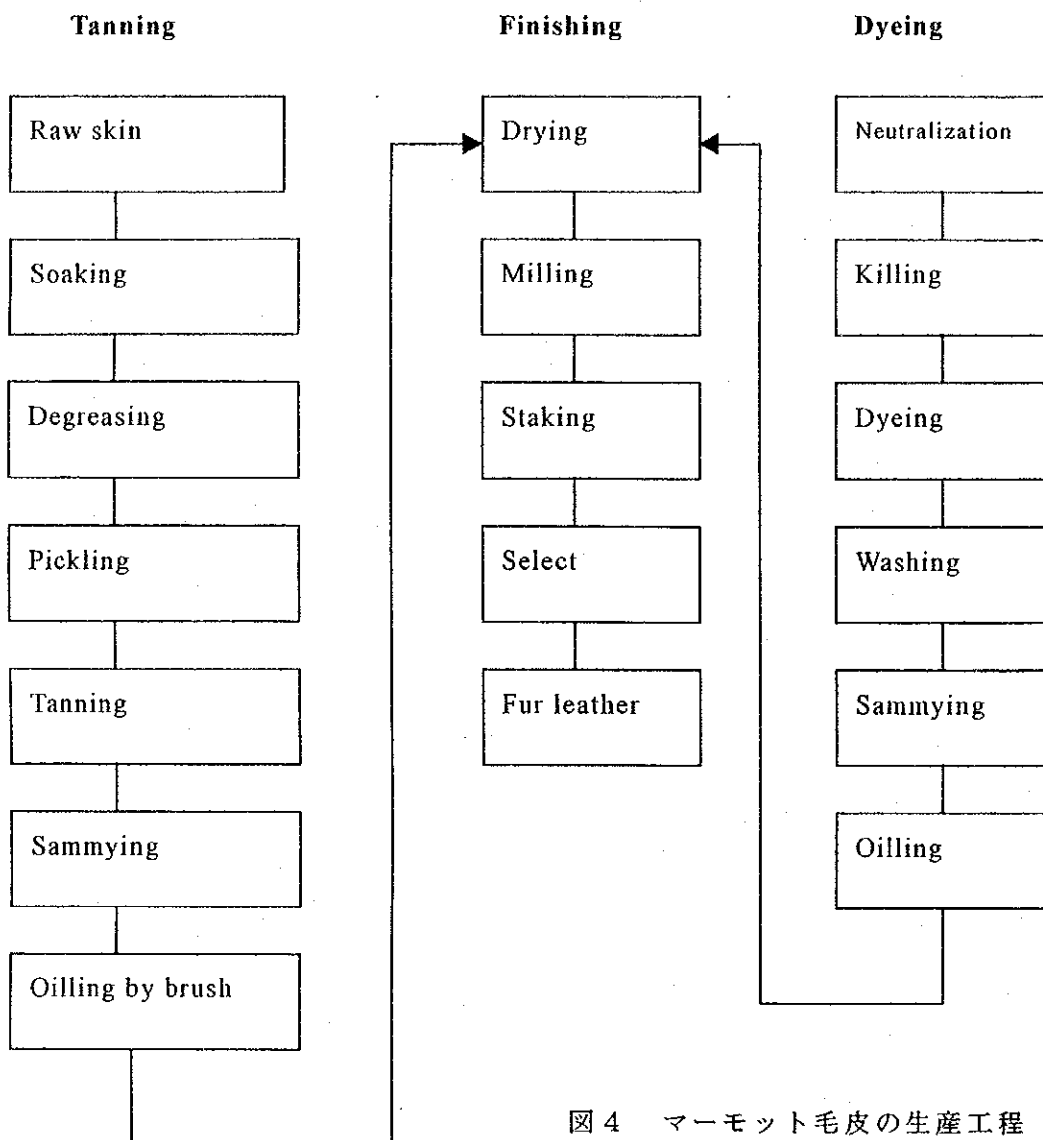 Tanning
Raw skin
Soaking
Degreasing
Pickling
Tanning
Sammying
Oilling by brush
Finishing
Drying
Milling
Staking
Select
Fur leather
Dyeing
Neutralization
Killing
Dyeing
Washing
Sammying
Oilling
図4 マーモット毛皮の生産工程